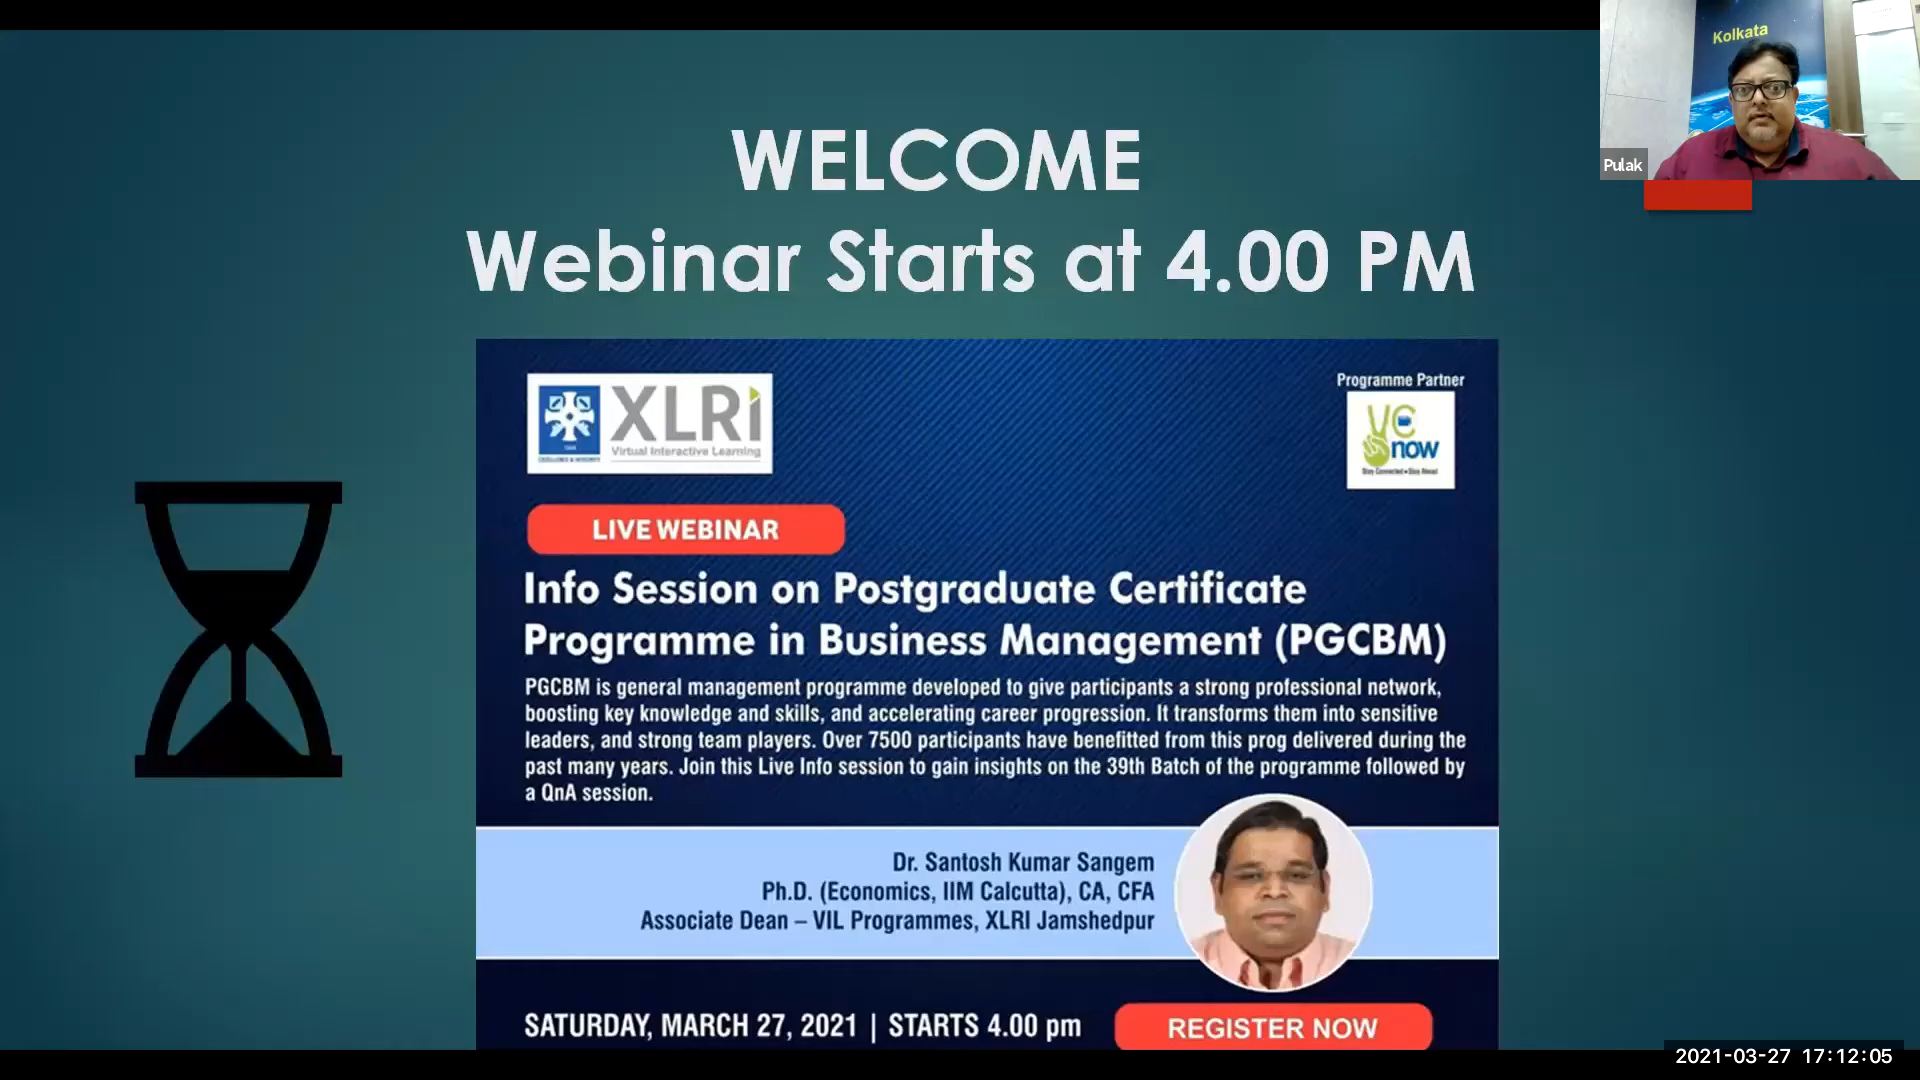 Kolkata
Pulak
WELCOME
Webinar Starts at 4.00 PM
XLRi
Virtual Interactive Learning
Programme Partner
VC
now
Stay Connected • Stay Ahead
LIVE WEBINAR
Info Session on Postgraduate Certificate
Programme in Business Management (PGCBM)
PGCBM is general management programme developed to give participants a strong professional network,
boosting key knowledge and skills, and accelerating career progression. It transforms them into sensitive
leaders, and strong team players. Over 7500 participants have benefitted from this prog delivered during the
past many years. Join this Live Info session to gain insights on the 39th Batch of the programme followed by
a QnA session.
Dr. Santosh Kumar Sangem
Ph.D. (Economics, IIM Calcutta), CA, CFA
Associate Dean – VIL Programmes, XLRI Jamshedpur
SATURDAY, MARCH 27, 2021 | STARTS 4.00 pm
REGISTER NOW
2021-03-27 17:12:05